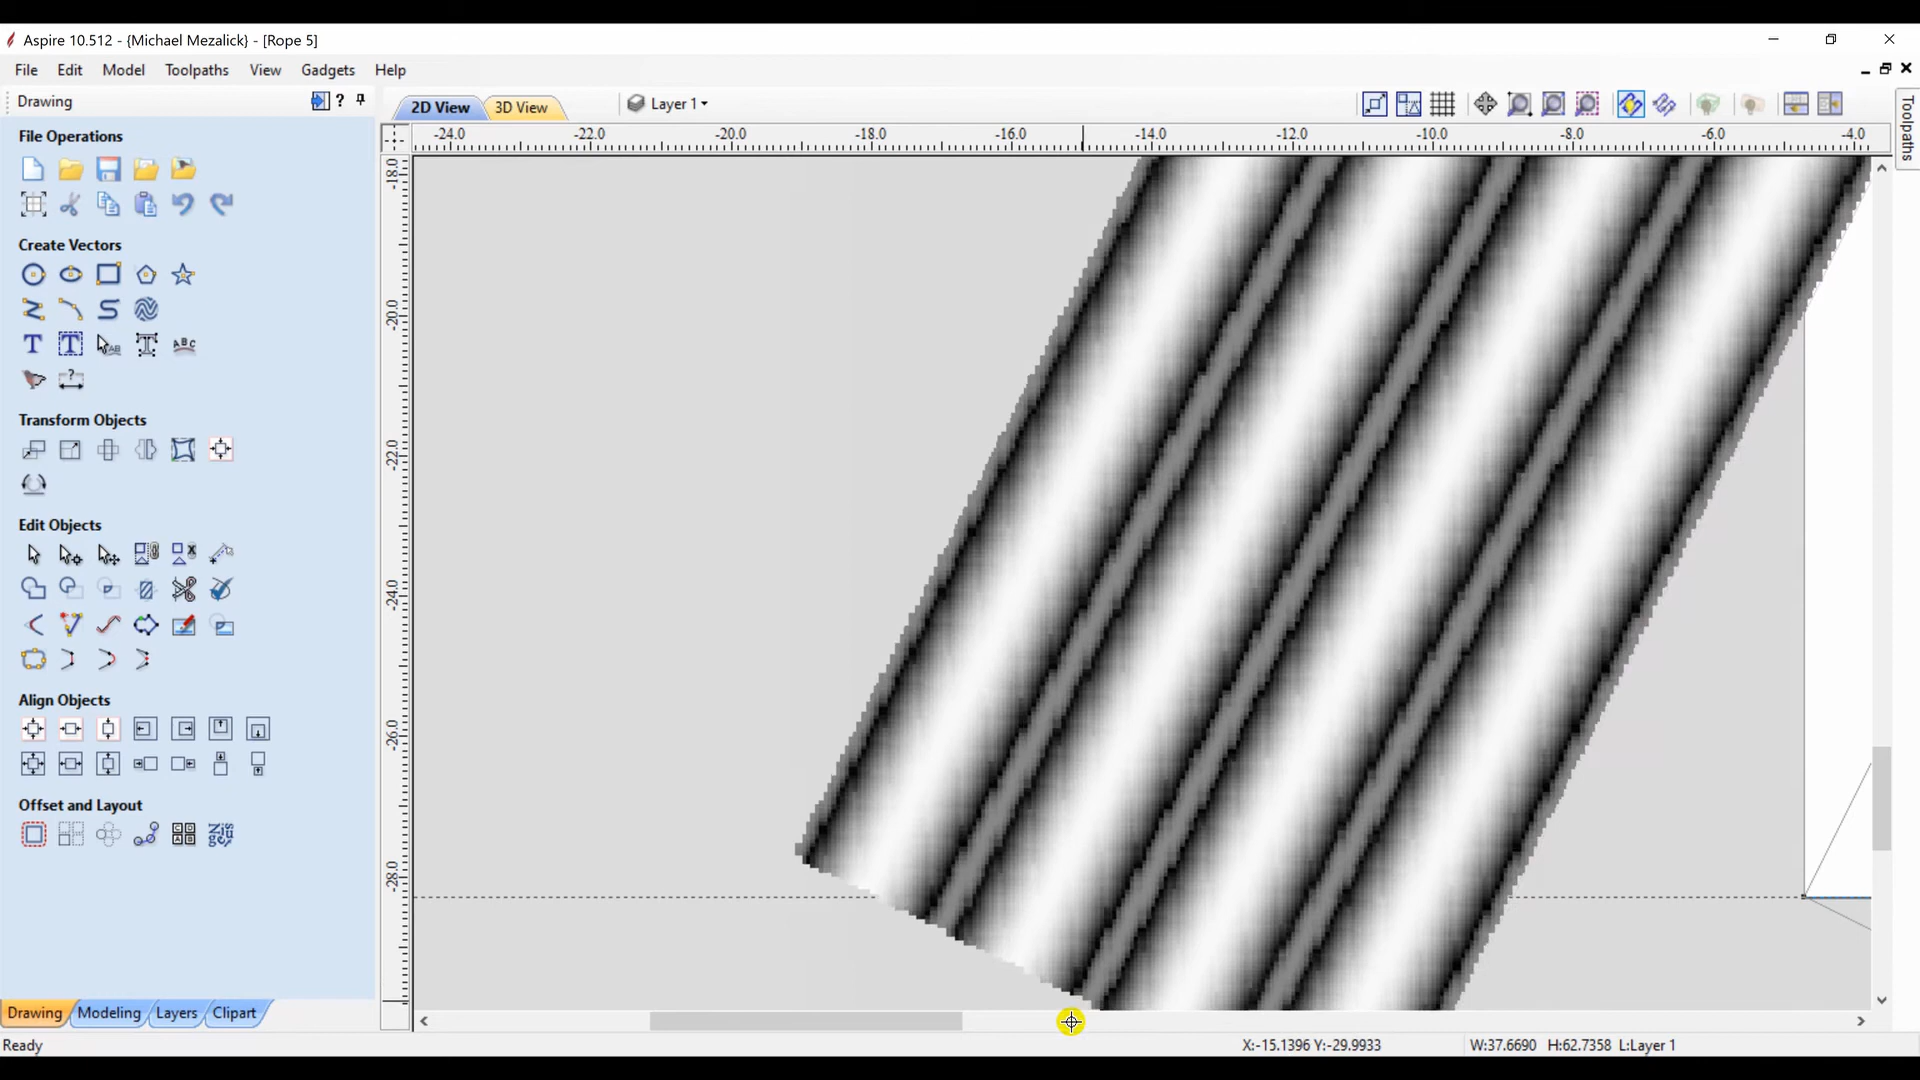 Aspire 10.512 - {Michael Mezalick} - [Rope 5]
File Edit Model Toolpaths View Gadgets Help
Drawing
2D View 3D View Layer 1
File Operations
-24.0 -22.0 -20.0 -18.0 -16.0 -14.0 -12.0 -10.0 -8.0 -6.0 -4.0
Toolpaths
-18.0
-20.0
-22.0
-24.0
-26.0
-28.0
Create Vectors
Transform Objects
Edit Objects
Align Objects
Offset and Layout
Drawing Modeling Layers Clipart
Ready
X:-15.1396 Y:-29.9933
W:37.6690 H:62.7358 L:Layer 1